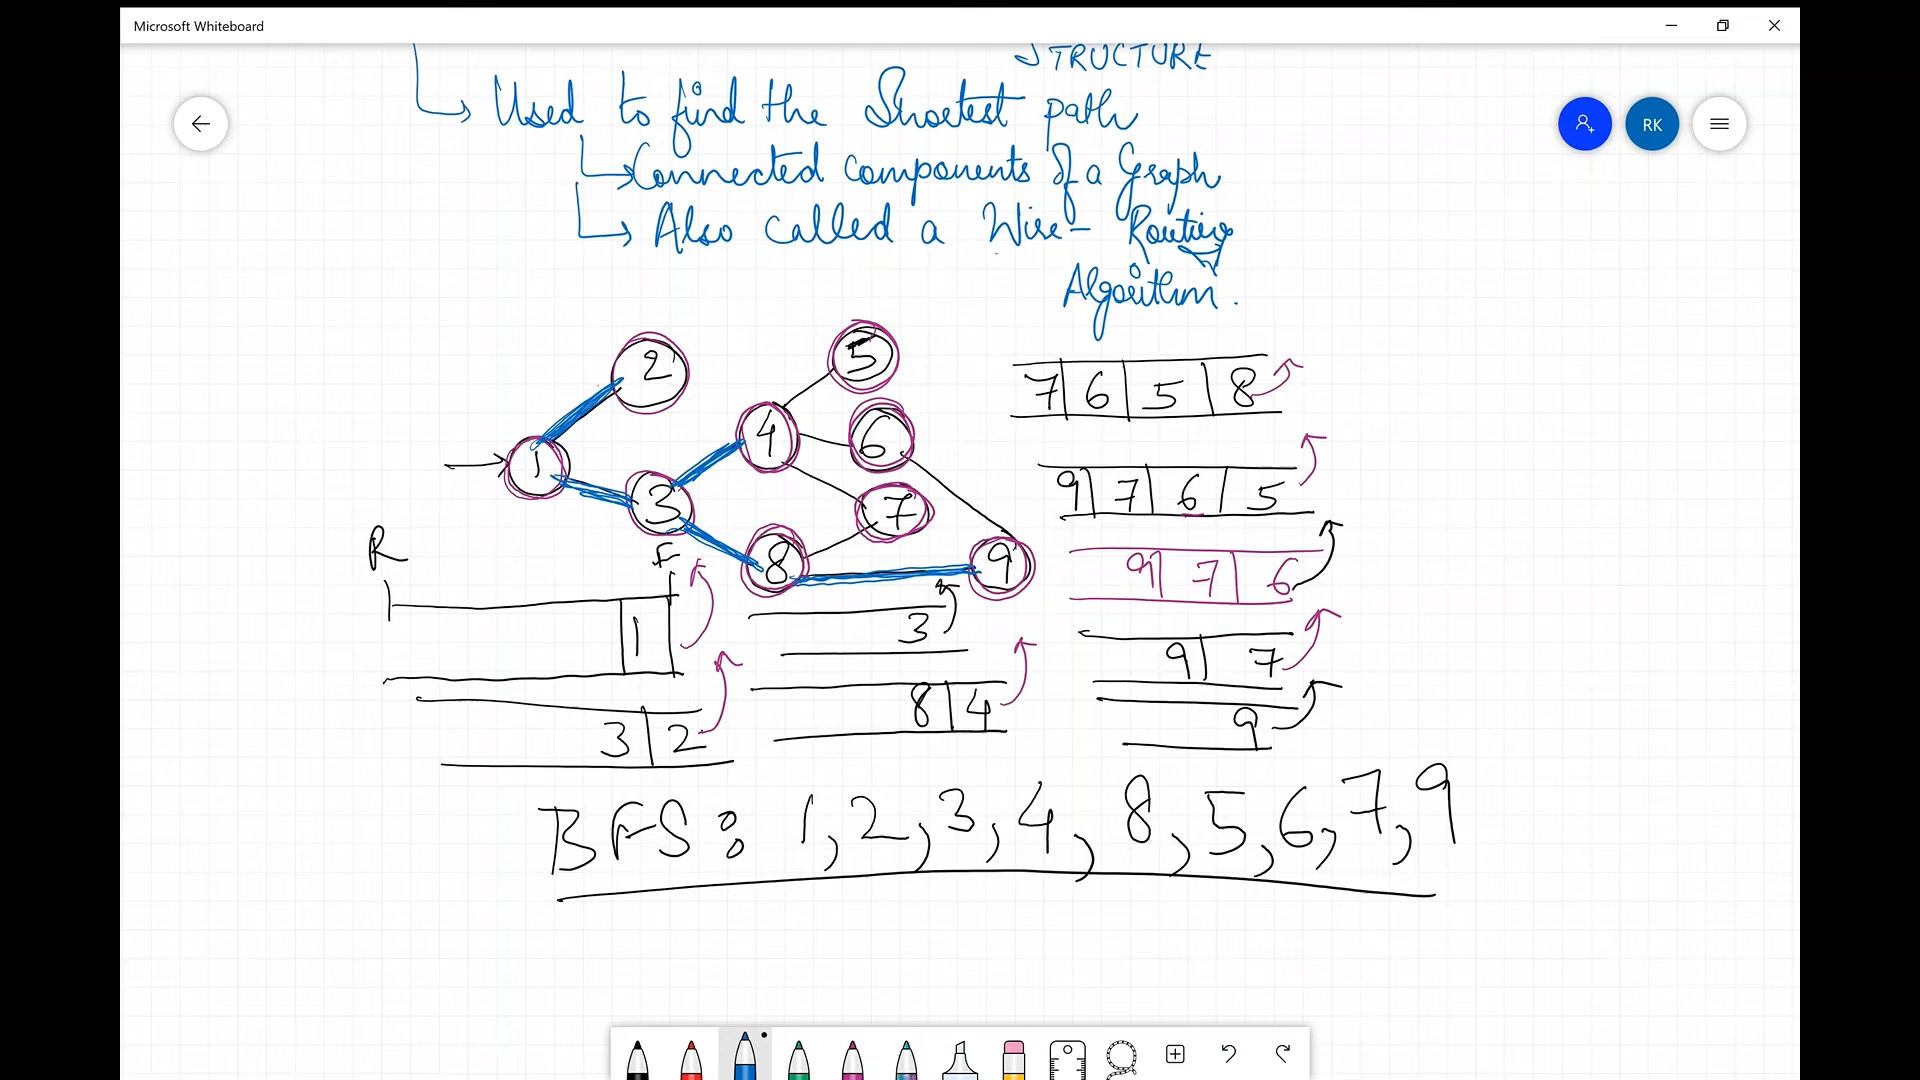 Microsoft Whiteboard
STRUCTURE
Used to find the Shortest path
RK
Connected components of a Graph
Also called a Wire- Routing
Algorithm.
2
5
7 6 5 8
4
6
1
3
9 7 6 5
7
R
F
8
9
9 7 6
1
3
9 7
8 4
9
3 2
BFS: 1, 2, 3, 4, 8, 5, 6, 7, 9